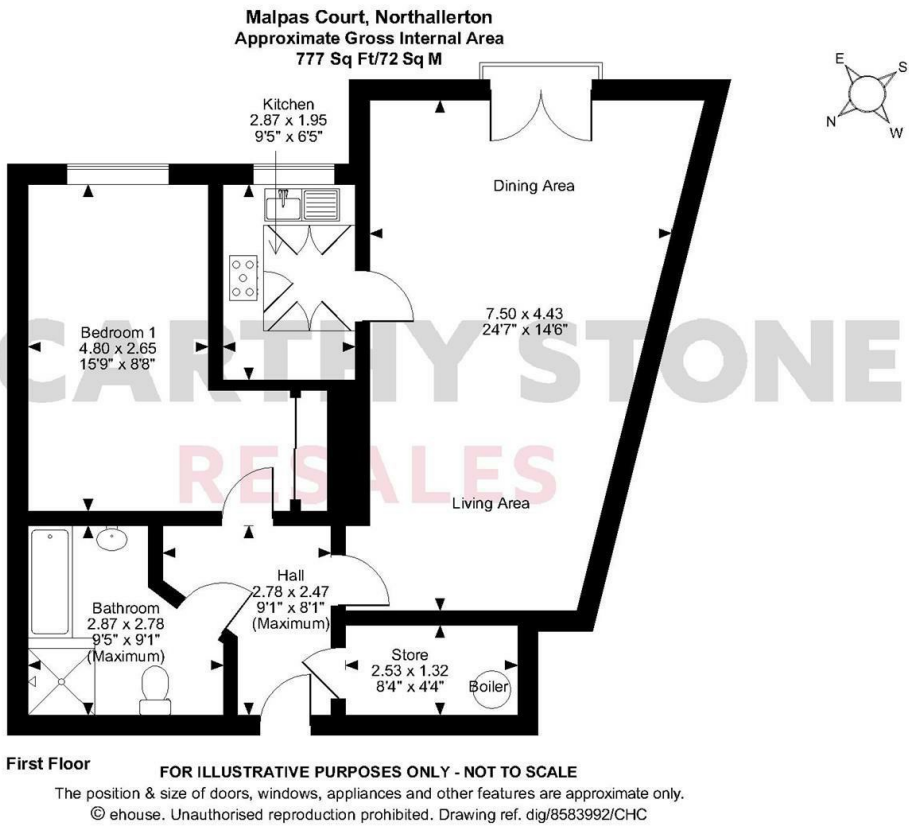 Malpas Court, Northallerton
Approximate Gross Internal Area
777 Sq Ft/72 Sq M
E
S
N
W
Kitchen
2.87 x 1.95
9'5" x 6'5"
Dining Area
7.50 x 4.43
24'7" x 14'6"
Bedroom 1
4.80 x 2.65
15'9" x 8'8"
CARTHY STONE
RESALES
Living Area
Hall
2.78 x 2.47
9'1" x 8'1"
(Maximum)
Bathroom
2.87 x 2.78
9'5" x 9'1"
(Maximum)
Store
2.53 x 1.32
8'4" x 4'4"
Boiler
First Floor
FOR ILLUSTRATIVE PURPOSES ONLY - NOT TO SCALE
The position & size of doors, windows, appliances and other features are approximate only.
© ehouse. Unauthorised reproduction prohibited. Drawing ref. dig/8583992/CHC